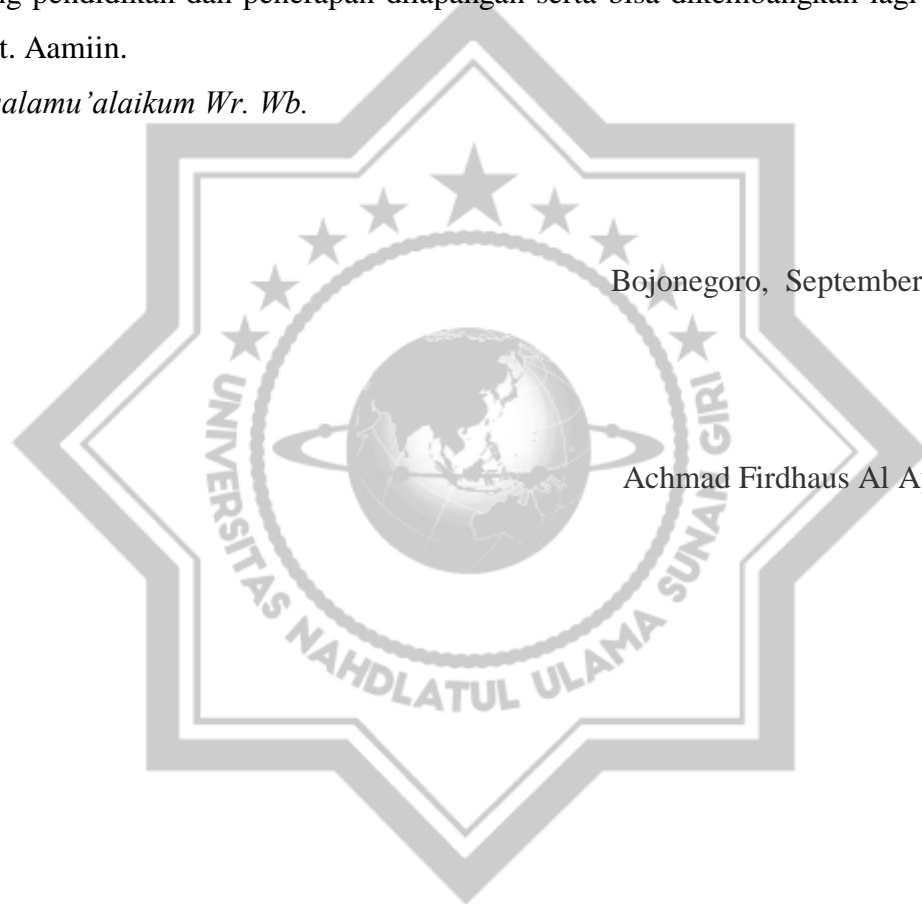 pendidikan dan penerapan dilapangan serta bisa dikembangkan lagi
t. Aamiin.
alamu’alaikum Wr. Wb.
Bojonegoro, September
Achmad Firdhaus Al
UNIVERSITAS NAHDLATUL ULAMA SUNAN GIRI